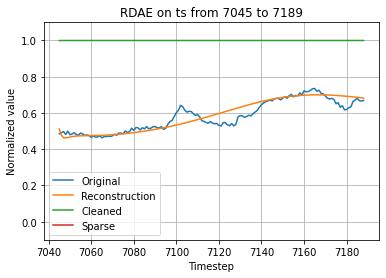 RDAE on ts from 7045 to 7189
Normalized value
1.0
0.8
0.6
0.4
0.2
0.0
Original
Reconstruction
Cleaned
Sparse
7040 7060 7080 7100 7120 7140 7160 7180
Timestep